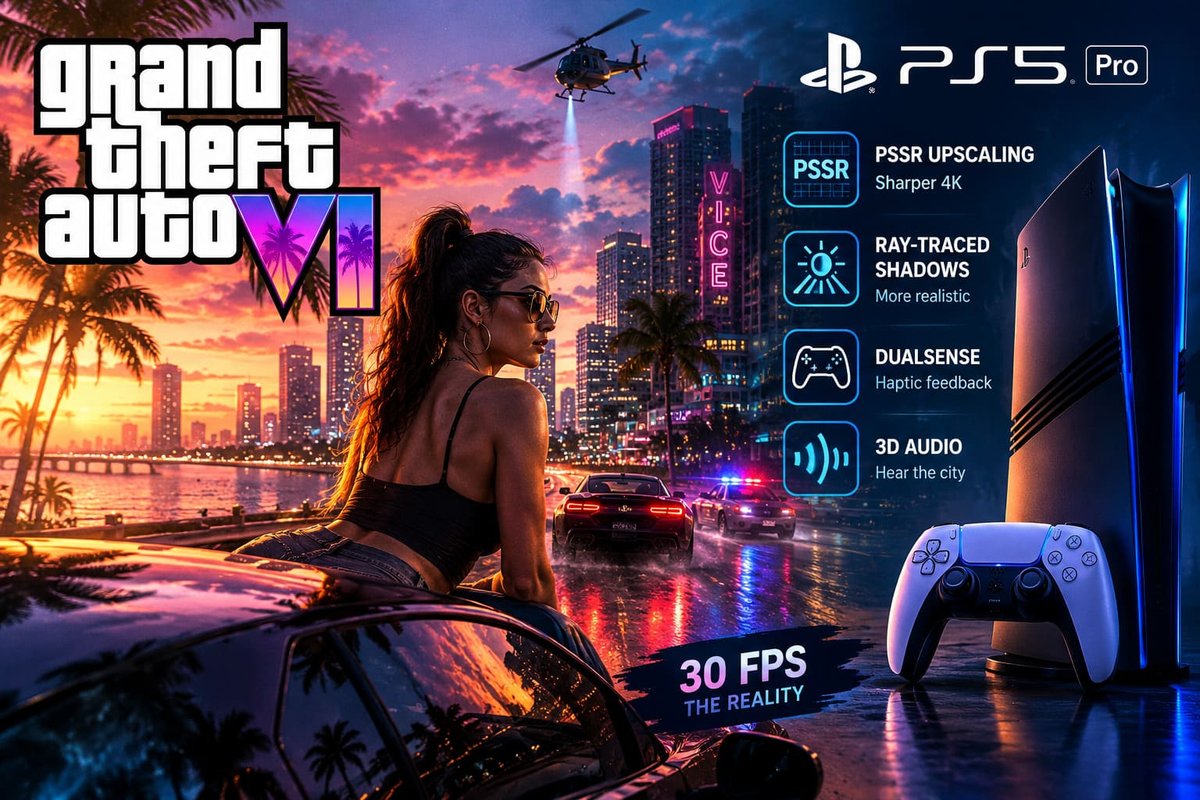 grand
theft
auto VI
PS5 Pro
PSSR
PSSR UPSCALING
Sharper 4K
RAY-TRACED
SHADOWS
More realistic
DUALSENSE
Haptic feedback
3D AUDIO
Hear the city
VICE
30 FPS
THE REALITY